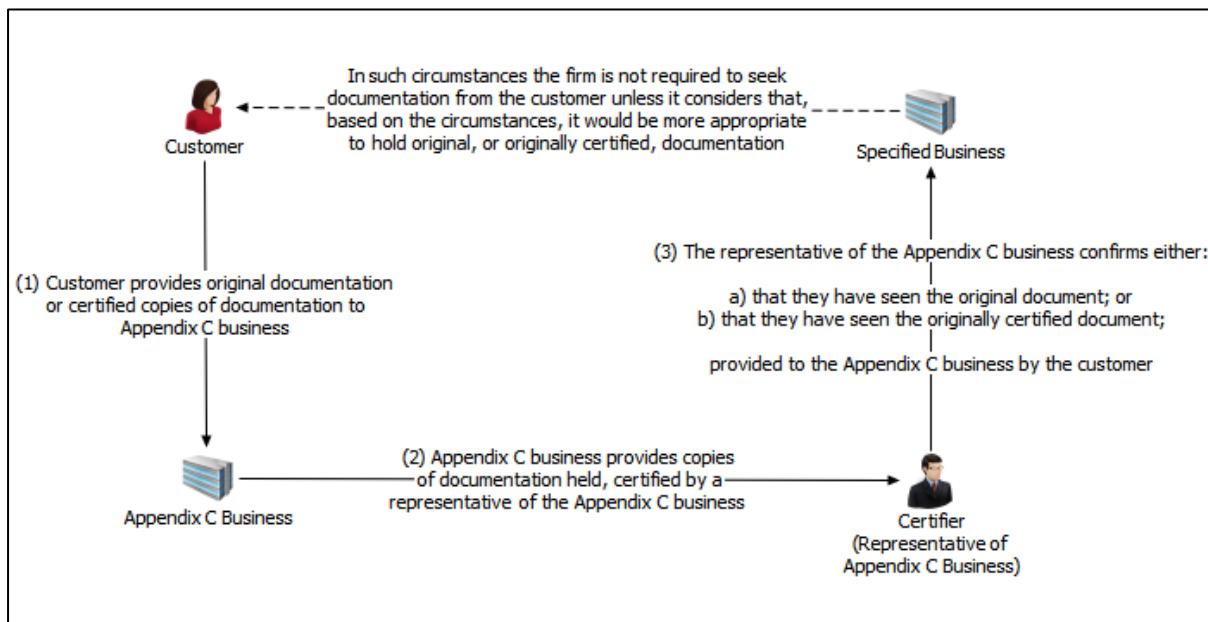 In such circumstances the firm is not required to seek
documentation from the customer unless it considers that,
based on the circumstances, it would be more appropriate
to hold original, or originally certified, documentation
Customer
Specified Business
(1) Customer provides original documentation
or certified copies of documentation to
Appendix C business
(3) The representative of the Appendix C business confirms either:
a) that they have seen the original document; or
b) that they have seen the originally certified document;
provided to the Appendix C business by the customer
(2) Appendix C business provides copies
of documentation held, certified by a
representative of the Appendix C business
Appendix C Business
Certifier
(Representative of
Appendix C Business)